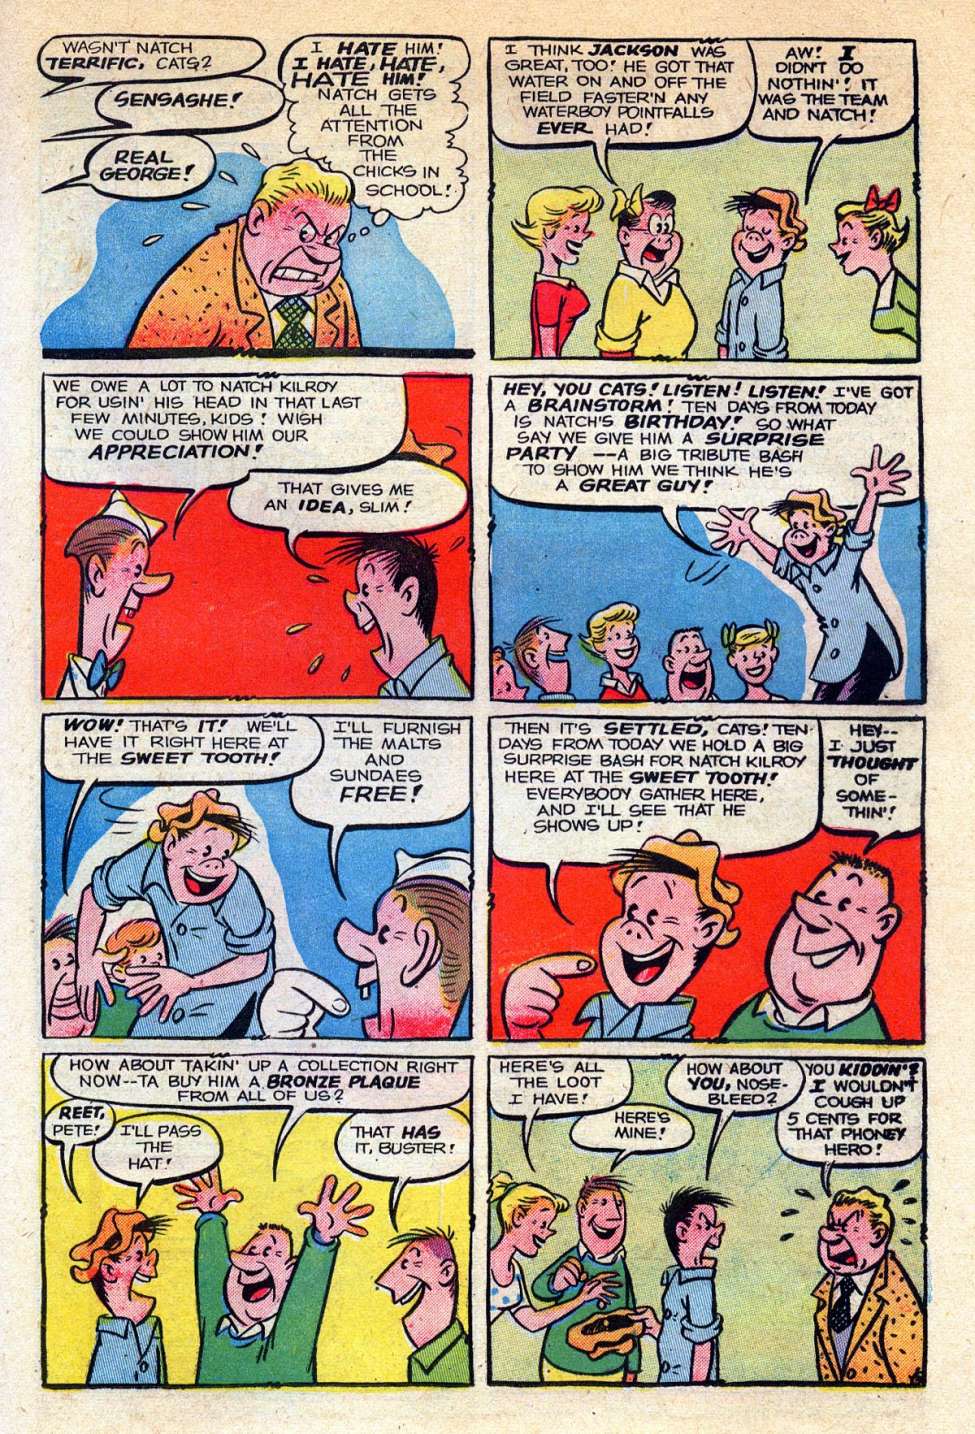 WASN'T NATCH
TERRIFIC, CATS?
SENSASHE!
REAL
GEORGE!
I HATE HIM!
I HATE, HATE,
HATE HIM!
NATCH GETS
ALL THE
ATTENTION
FROM
THE
CHICKS IN
SCHOOL!
I THINK JACKSON WAS
GREAT, TOO! HE GOT THAT
WATER ON AND OFF THE
FIELD FASTER'N ANY
WATERBOY POINTFALLS
EVER HAD!
AW! I
DIDN'T DO
NOTHIN'! IT
WAS THE TEAM
AND NATCH!
WE OWE A LOT TO NATCH KILROY
FOR USIN' HIS HEAD IN THAT LAST
FEW MINUTES, KIDS! WISH
WE COULD SHOW HIM OUR
APPRECIATION!
THAT GIVES ME
AN IDEA, SLIM!
HEY, YOU CATS! LISTEN! LISTEN! I'VE GOT
A BRAINSTORM! TEN DAYS FROM TODAY
IS NATCH'S BIRTHDAY! SO WHAT
SAY WE GIVE HIM A SURPRISE
PARTY --A BIG TRIBUTE BASH
TO SHOW HIM WE THINK HE'S
A GREAT GUY!
WOW! THAT'S IT! WE'LL
HAVE IT RIGHT HERE AT
THE SWEET TOOTH!
I'LL FURNISH
THE MALTS
AND
SUNDAES
FREE!
THEN IT'S SETTLED, CATS! TEN-
DAYS FROM TODAY WE HOLD A BIG
SURPRISE BASH FOR NATCH KILROY
HERE AT THE SWEET TOOTH!
EVERYBODY GATHER HERE,
AND I'LL SEE THAT HE
SHOWS UP!
HEY--
I JUST
THOUGHT
OF
SOME-
THIN'!
HOW ABOUT TAKIN' UP A COLLECTION RIGHT
NOW--TA BUY HIM A BRONZE PLAQUE
FROM ALL OF US?
REET,
PETE!
I'LL PASS
THE
HAT!
THAT HAS
IT, BUSTER!
HERE'S ALL
THE LOOT
I HAVE!
HERE'S
MINE!
HOW ABOUT
YOU, NOSE-
BLEED?
YOU KIDDIN'?
I WOULDN'T
COUGH UP
5 CENTS FOR
THAT PHONEY
HERO!